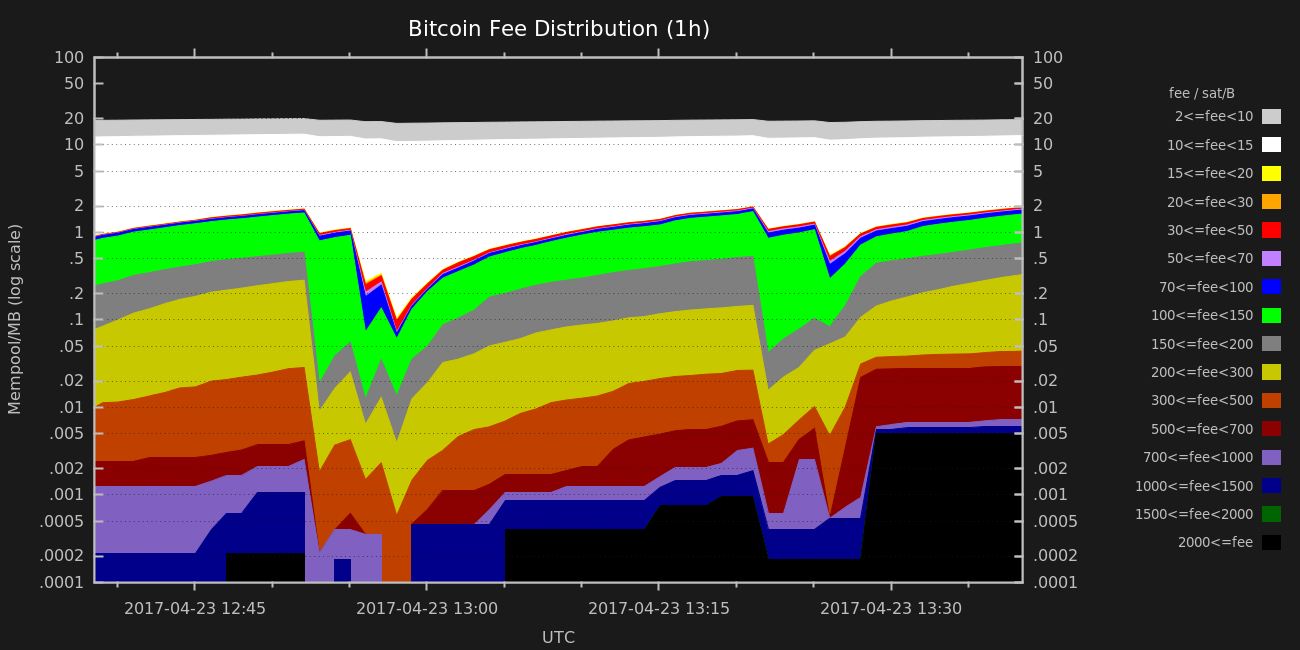 Bitcoin Fee Distribution (1h)
100 100
50 50
20 20
10 10
5 5
2 2
1 1
.5 .5
.2 .2
.1 .1
.05 .05
.02 .02
.01 .01
.005 .005
.002 .002
.001 .001
.0005 .0005
.0002 .0002
.0001 .0001
Mempool/MB (log scale)
2017-04-23 12:45 2017-04-23 13:00 2017-04-23 13:15 2017-04-23 13:30
UTC
fee / sat/B
2<=fee<10
10<=fee<15
15<=fee<20
20<=fee<30
30<=fee<50
50<=fee<70
70<=fee<100
100<=fee<150
150<=fee<200
200<=fee<300
300<=fee<500
500<=fee<700
700<=fee<1000
1000<=fee<1500
1500<=fee<2000
2000<=fee